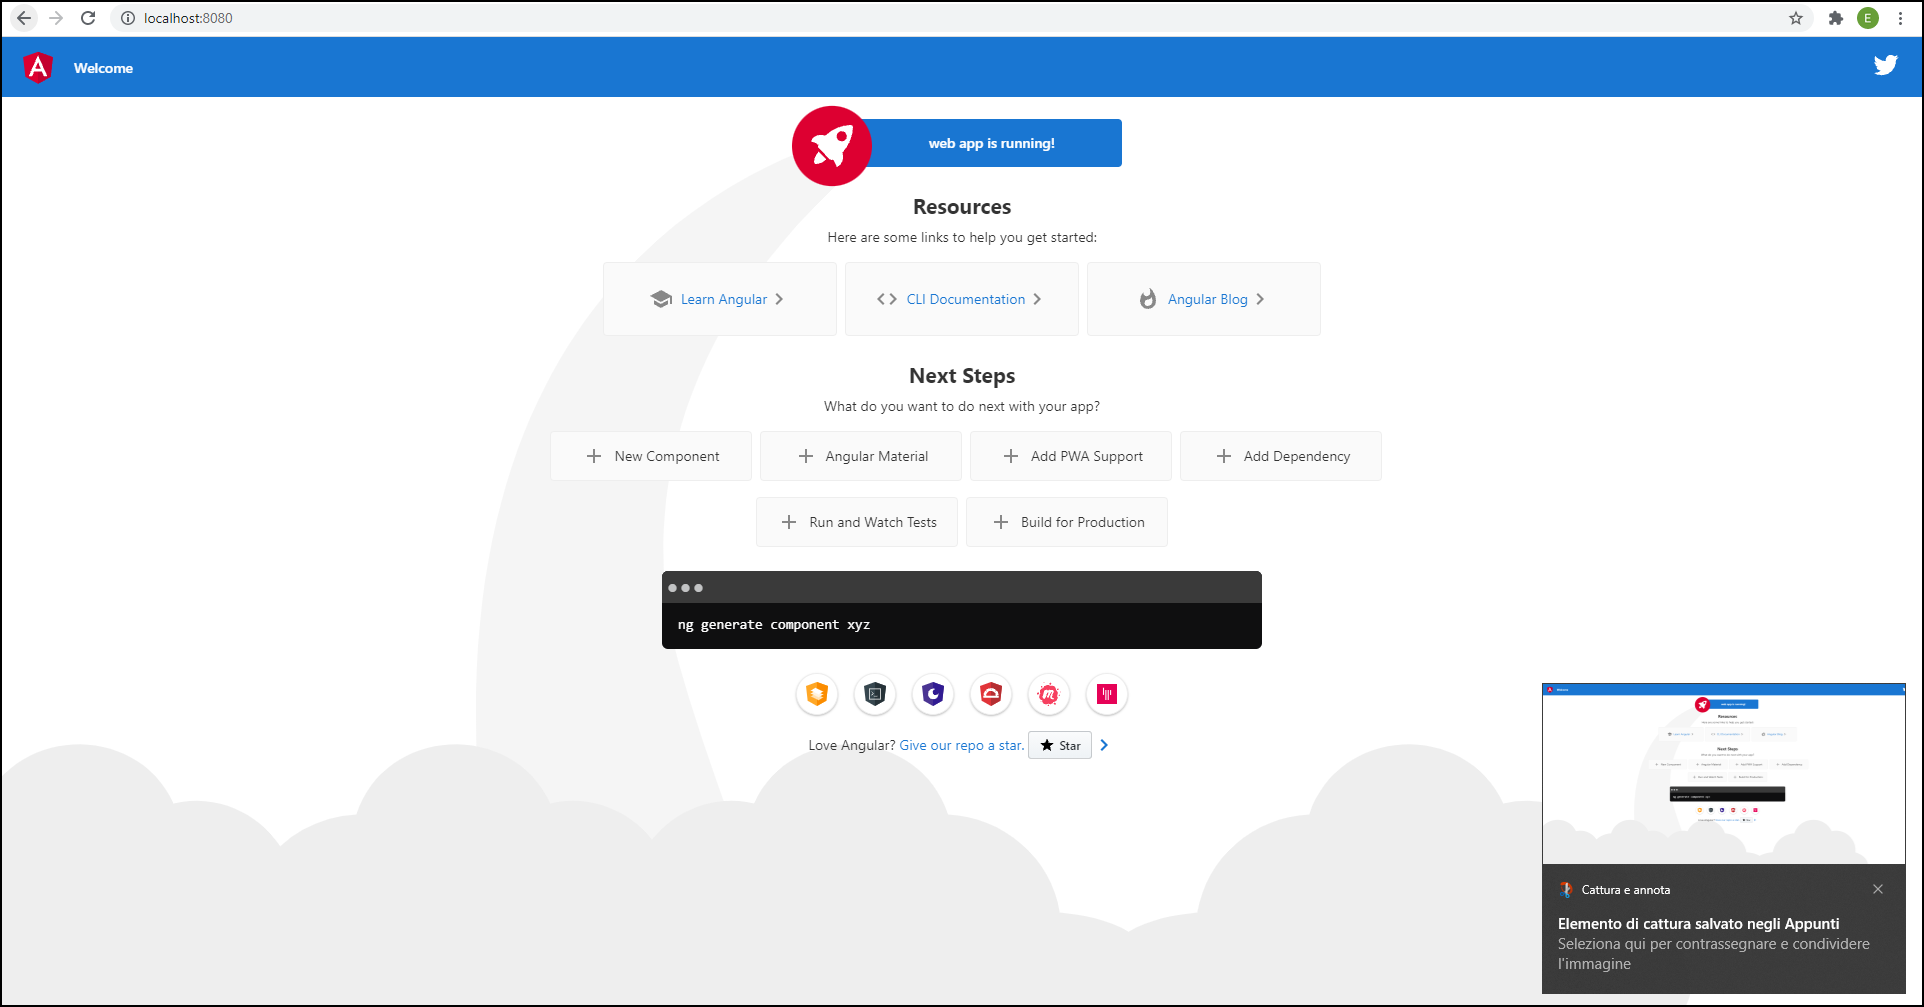 localhost:8080
E
Welcome
web app is running!
Resources
Here are some links to help you get started:
Learn Angular
CLI Documentation
Angular Blog
Next Steps
What do you want to do next with your app?
New Component
Angular Material
Add PWA Support
Add Dependency
Run and Watch Tests
Build for Production
ng generate component xyz
Love Angular? Give our repo a star. Star
Cattura e annota
Elemento di cattura salvato negli Appunti
Seleziona qui per contrassegnare e condividere
l'immagine